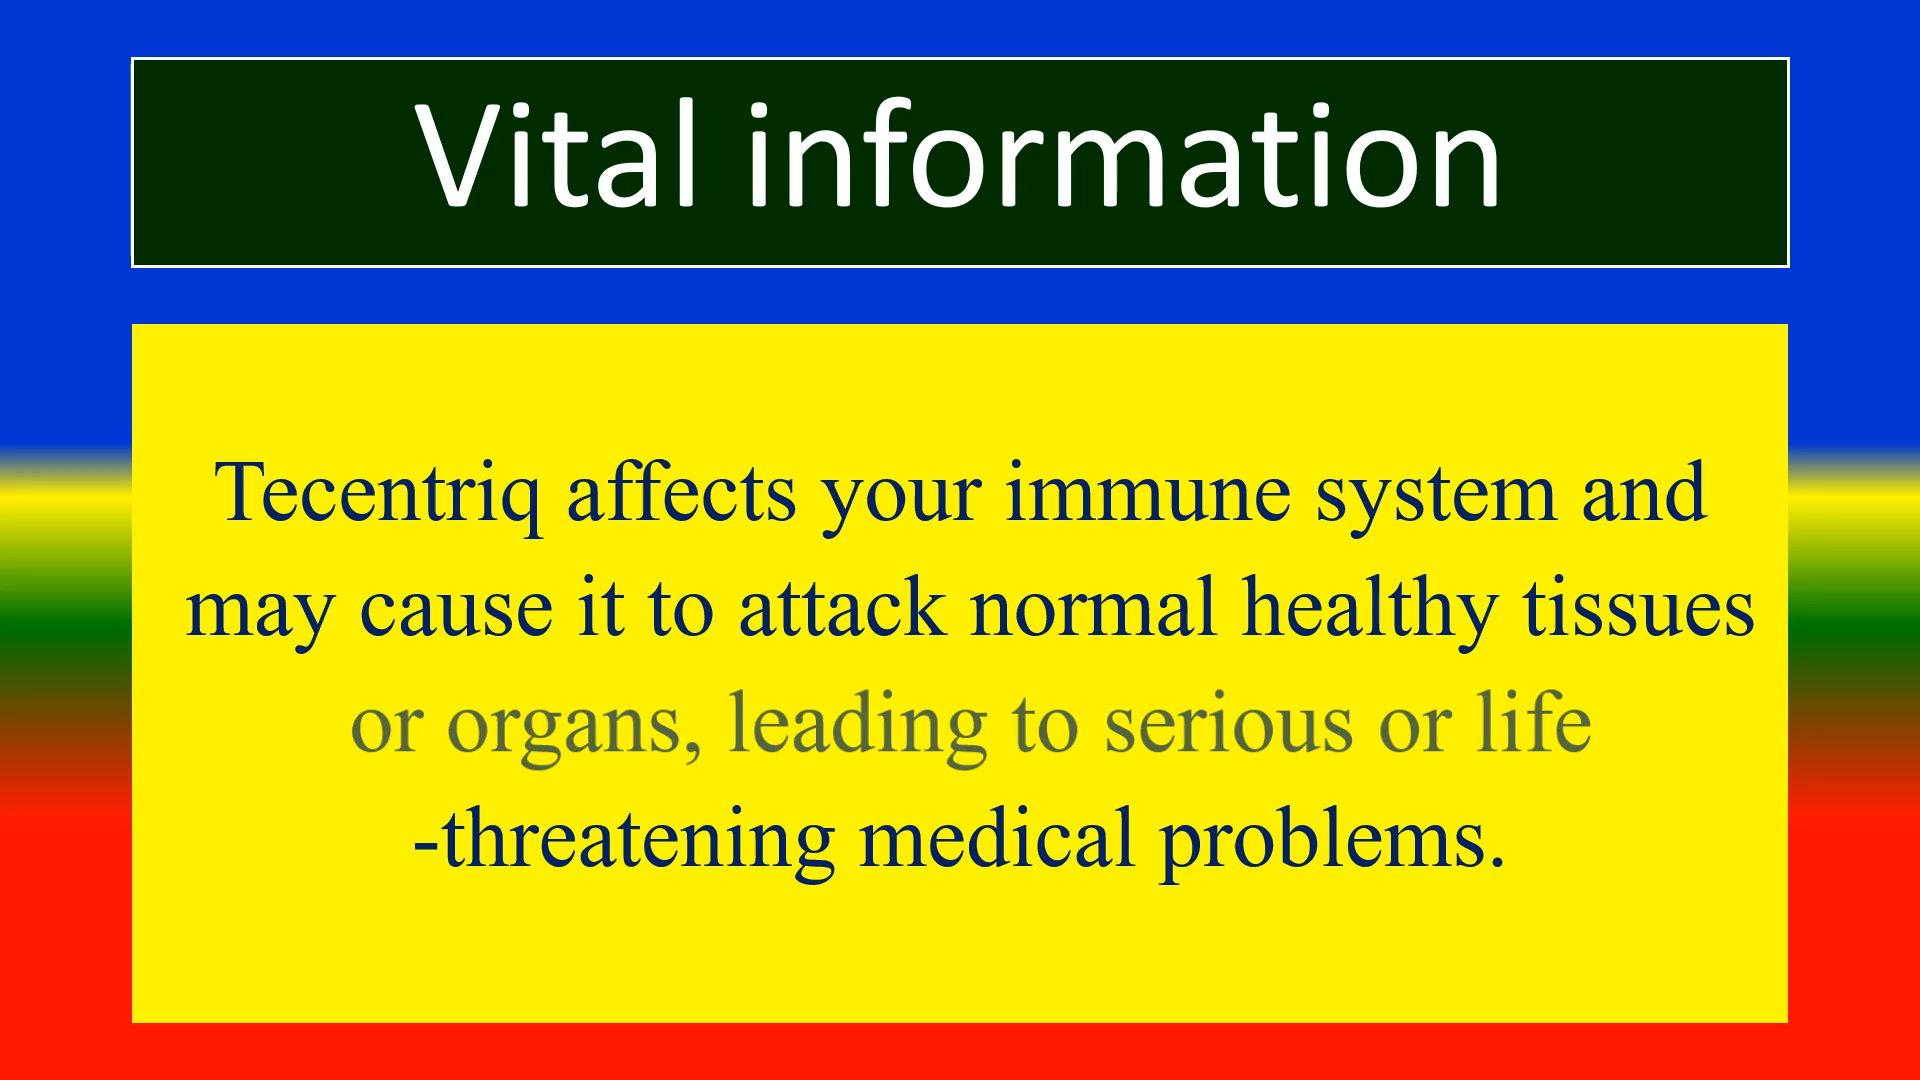 Vital information
Tecentriq affects your immune system and
may cause it to attack normal healthy tissues
or organs, leading to serious or life
-threatening medical problems.